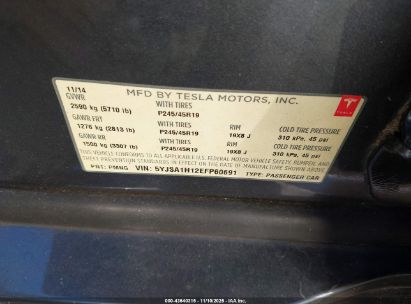 11/14 MFD BY TESLA MOTORS, INC.
GVWR
2590 kg (5710 lb) WITH TIRES
GAWR FRT P245/45R19
1276 kg (2813 lb) WITH TIRES RIM COLD TIRE PRESSURE
GAWR RR P245/45R19 19X8 J 310 kPa, 45 psi
1500 kg (3307 lb) WITH TIRES RIM COLD TIRE PRESSURE
P245/45R19 19X8 J 310 kPa, 45 psi
THIS VEHICLE CONFORMS TO ALL APPLICABLE U.S. FEDERAL MOTOR VEHICLE SAFETY, BUMPER, AND
THEFT PREVENTION STANDARDS IN EFFECT ON THE DATE OF MANUFACTURE SHOWN ABOVE.
PNT: PMNG VIN: 5YJSA1H12EFP60691 TYPE: PASSENGER CAR
TESLA